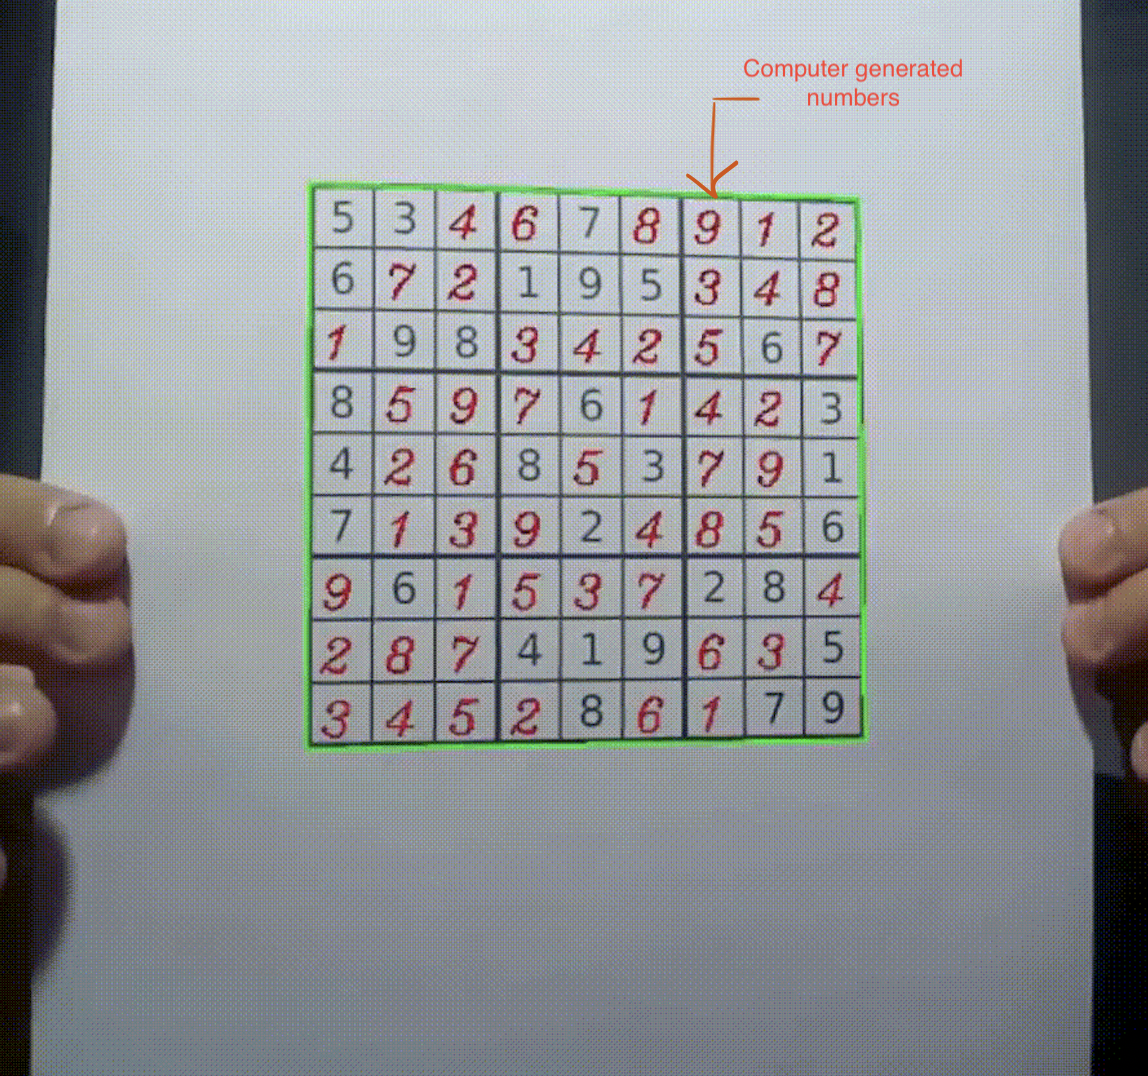 Computer generated
numbers
5 3 4 6 7 8 9 1 2
6 7 2 1 9 5 3 4 8
1 9 8 3 4 2 5 6 7
8 5 9 7 6 1 4 2 3
4 2 6 8 5 3 7 9 1
7 1 3 9 2 4 8 5 6
9 6 1 5 3 7 2 8 4
2 8 7 4 1 9 6 3 5
3 4 5 2 8 6 1 7 9